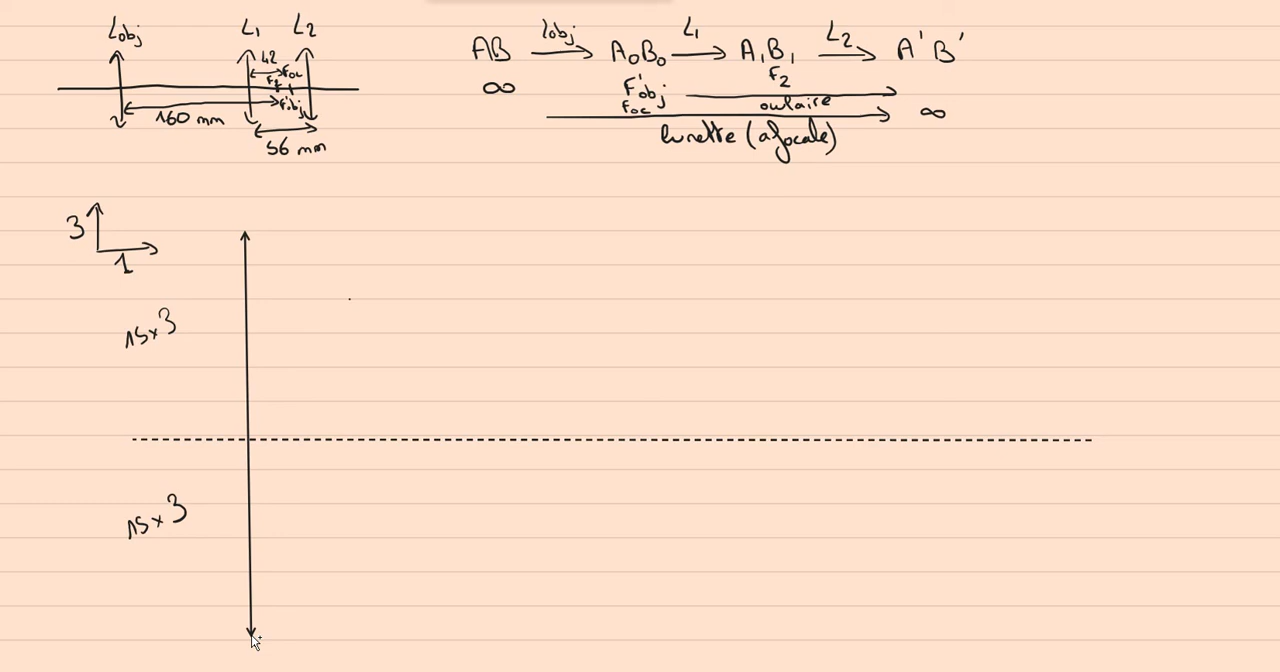 Lobj L1 L2
42 Foc
F2
F'obj
160 mm
56 mm
AB Lobj A0B0 L1 A1B1 L2 A'B'
∞ F'obj F2
Foc oculaire ∞
lunette (afocale)
3
1
15×3
15×3